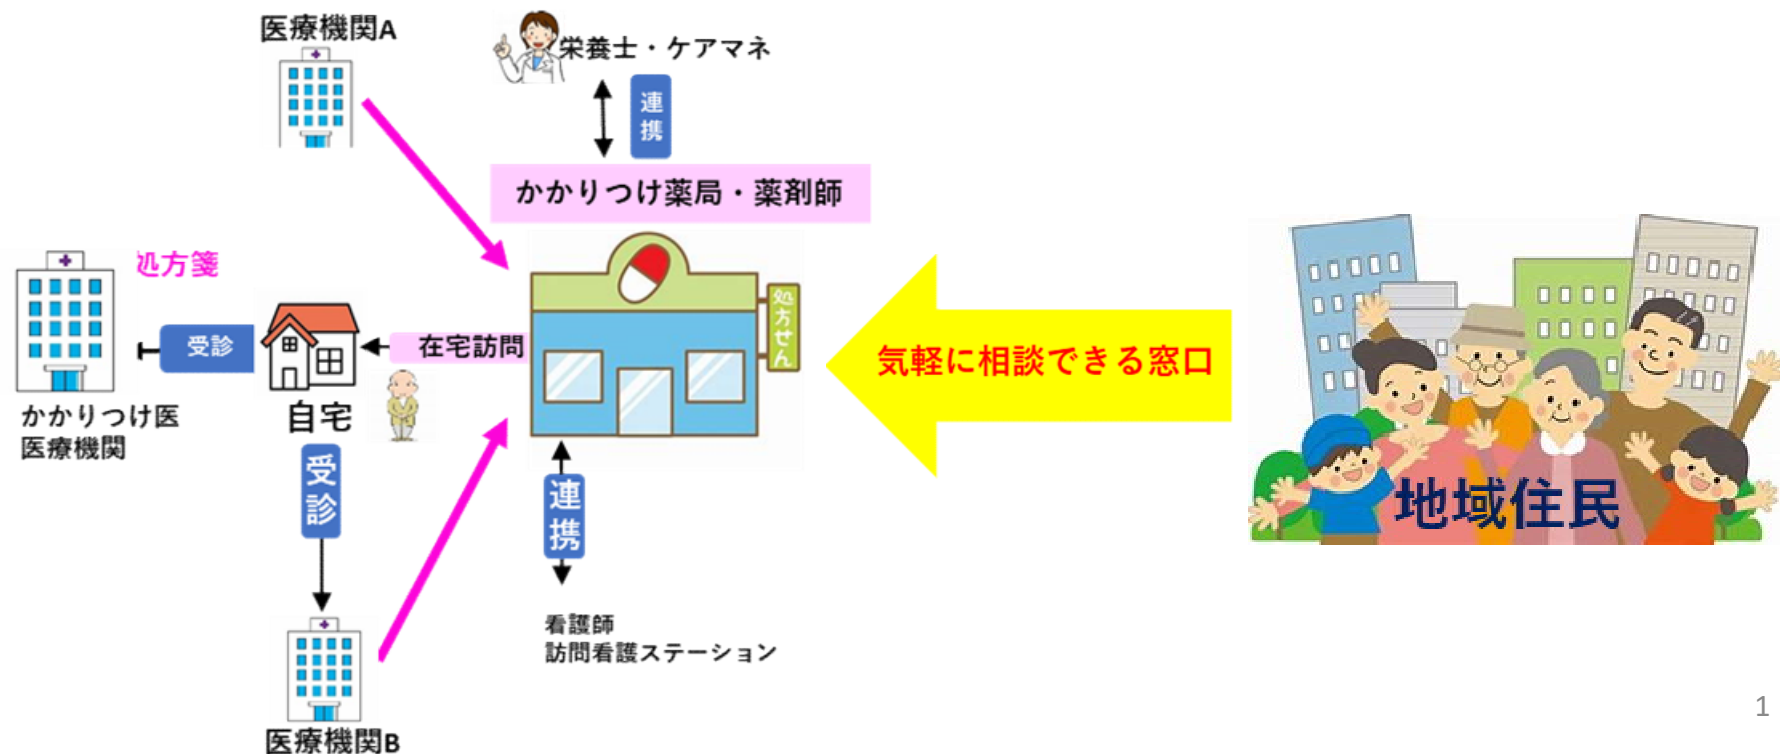 医療機関A
栄養士・ケアマネ
連携
かかりつけ薬局・薬剤師
処方箋
処方せん
受診
在宅訪問
気軽に相談できる窓口
かかりつけ医
医療機関
自宅
受診
連携
地域住民
看護師
訪問看護ステーション
医療機関B
1